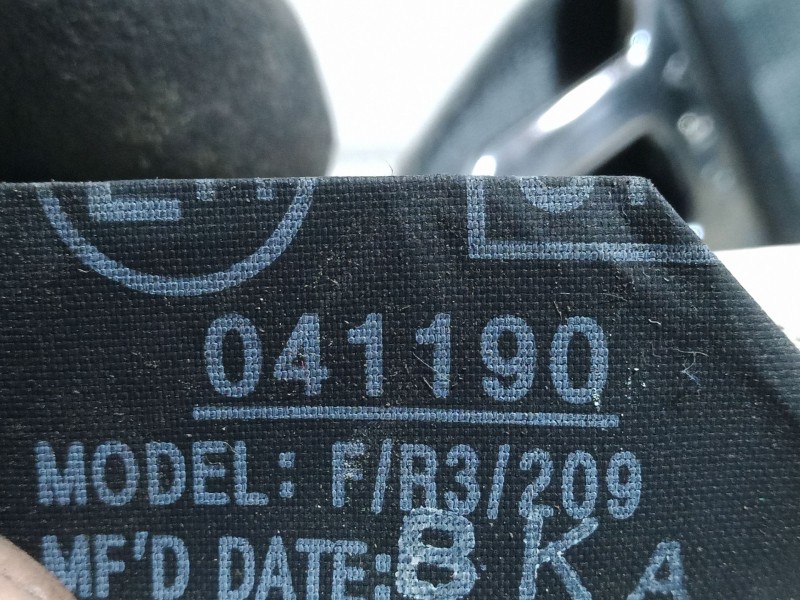 041190
MODEL: F/R3/209
MF'D DATE: 8 K A